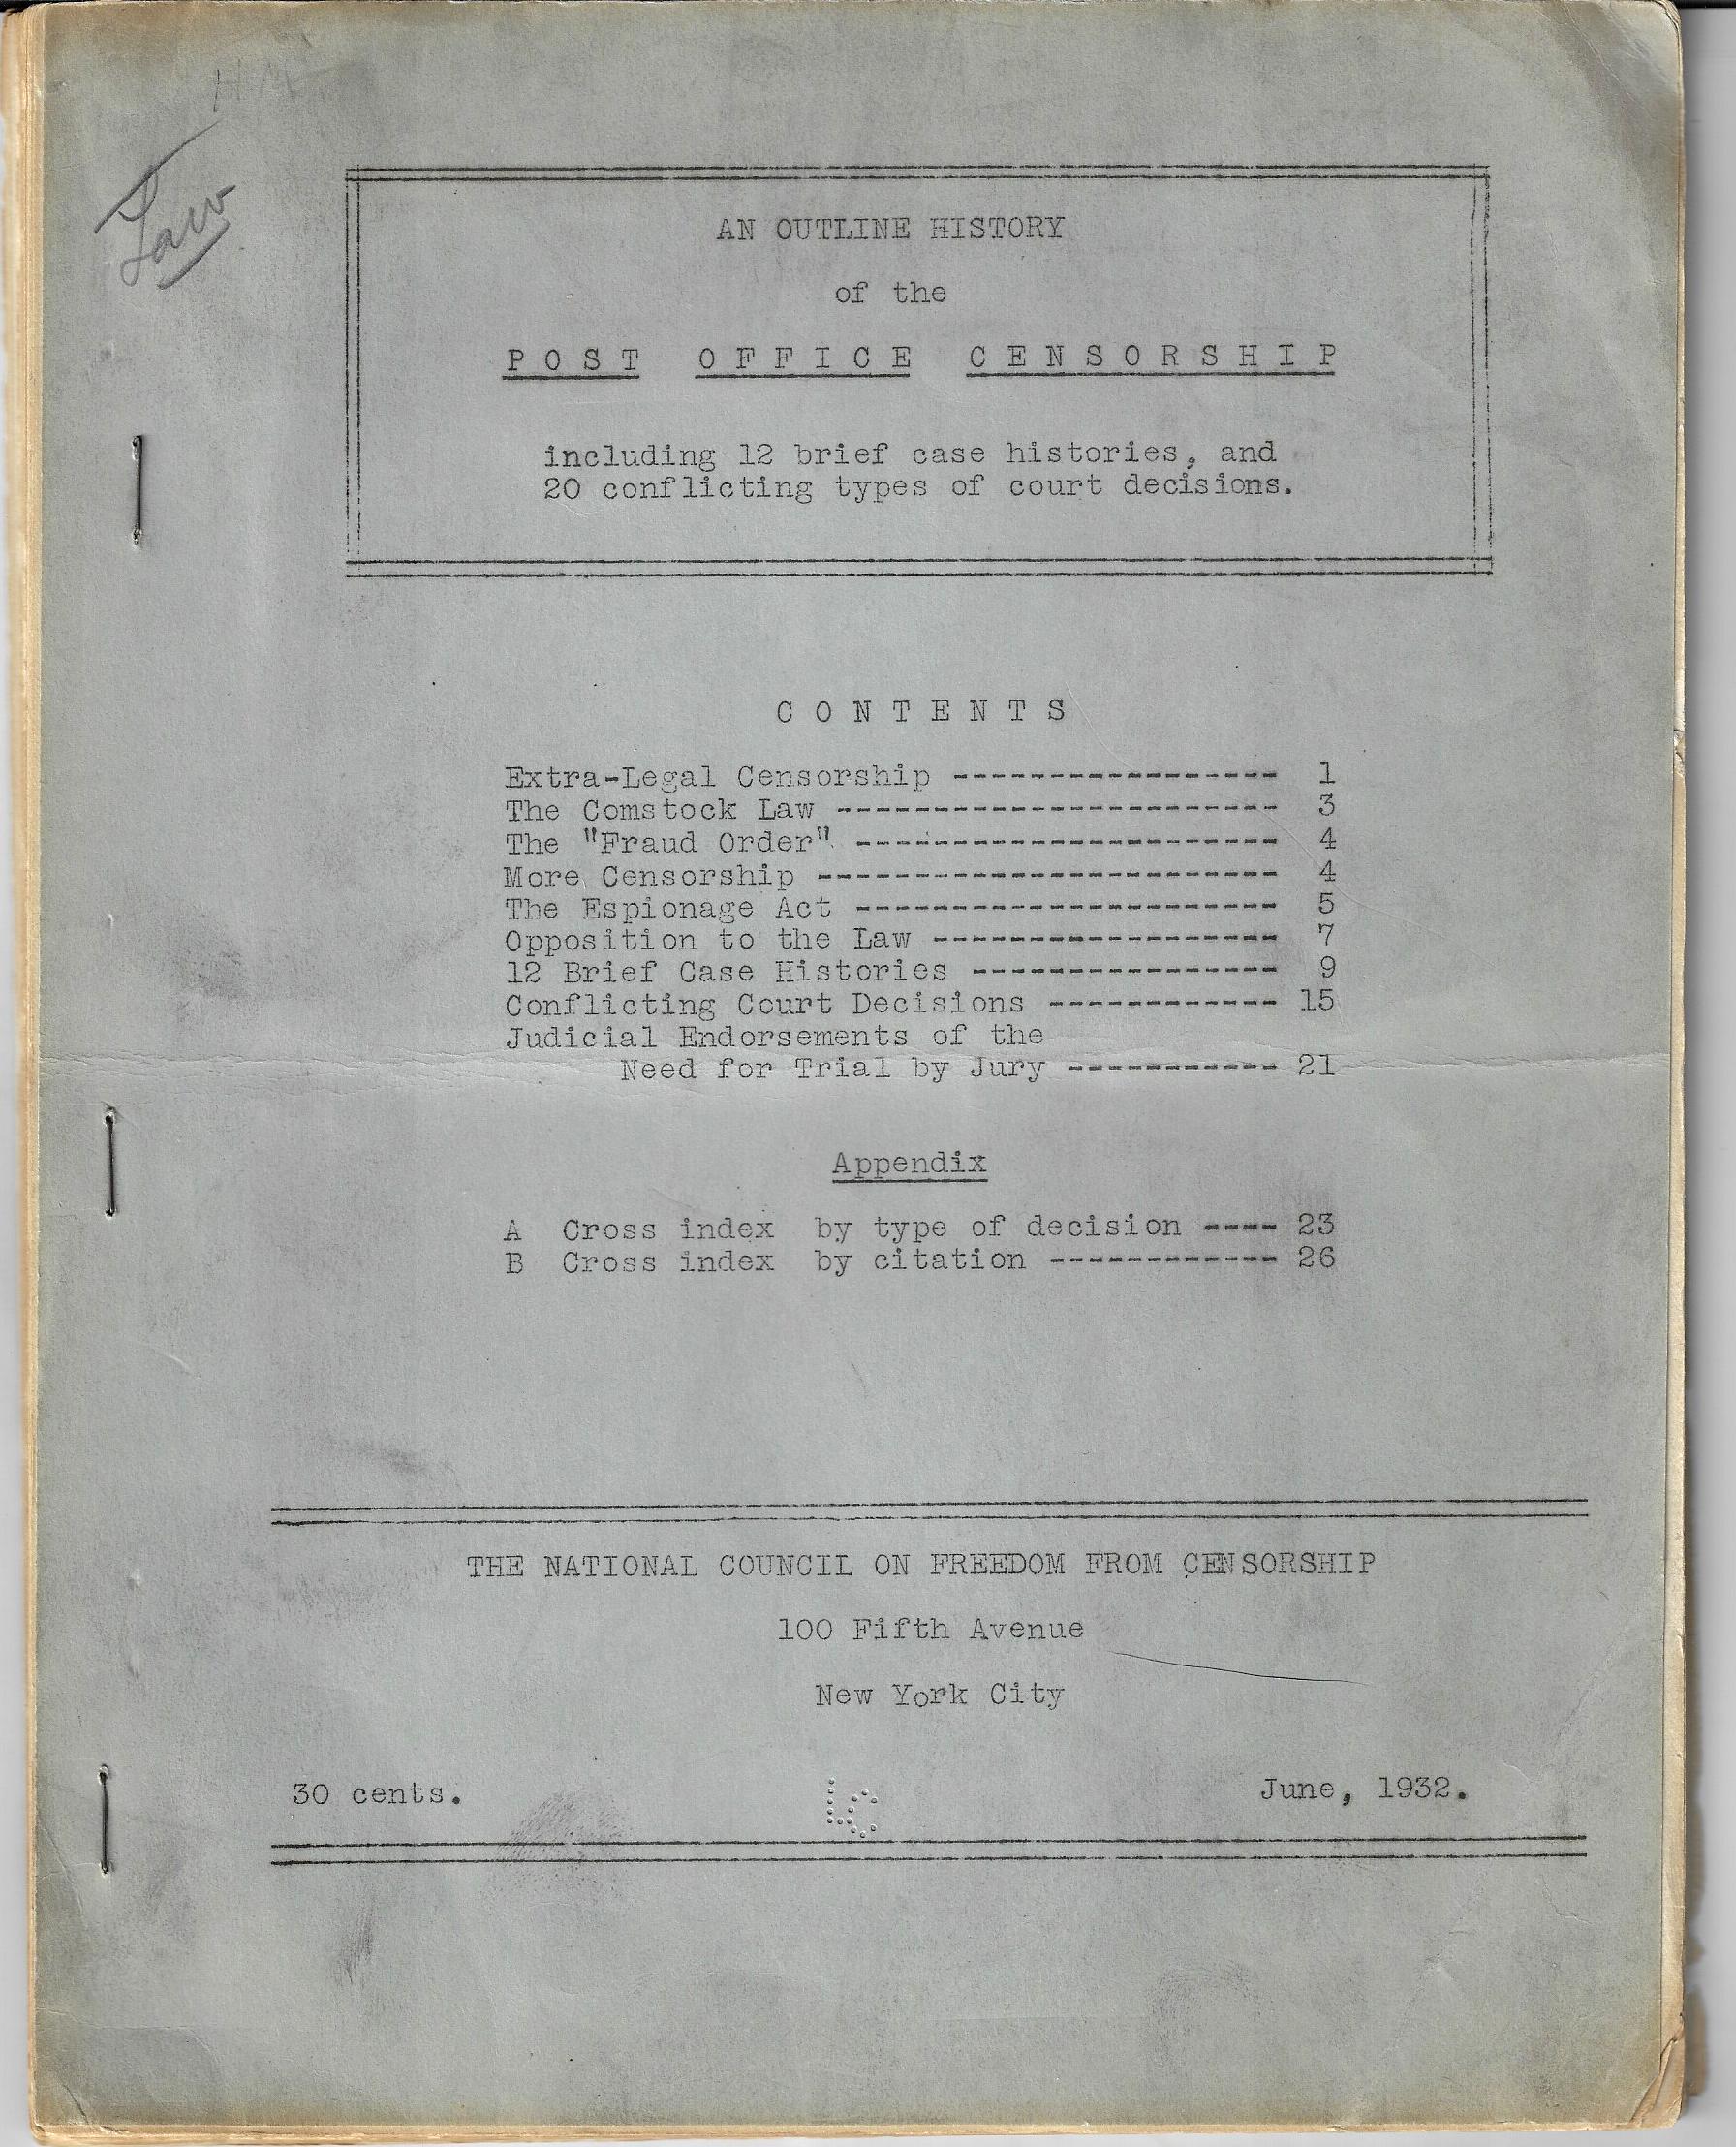 Law
AN OUTLINE HISTORY
of the
POST OFFICE CENSORSHIP
including 12 brief case histories, and
20 conflicting types of court decisions.
CONTENTS
Extra-Legal Censorship ----------------- 1
The Comstock Law ----------------------- 3
The "Fraud Order" ---------------------- 4
More Censorship ------------------------ 4
The Espionage Act ---------------------- 5
Opposition to the Law ------------------ 7
12 Brief Case Histories ---------------- 9
Conflicting Court Decisions ------------ 15
Judicial Endorsements of the
Need for Trial by Jury ----------- 21
Appendix
A Cross index by type of decision ---- 23
B Cross index by citation ------------ 26
THE NATIONAL COUNCIL ON FREEDOM FROM CENSORSHIP
100 Fifth Avenue
New York City
30 cents. LC June, 1932.